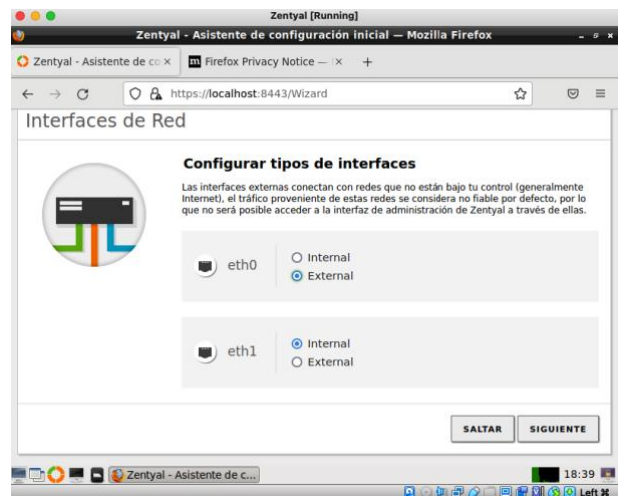 Zentyal [Running]
Zentyal - Asistente de configuración inicial — Mozilla Firefox
Zentyal - Asistente de co
Firefox Privacy Notice —
https://localhost:8443/Wizard
Interfaces de Red
Configurar tipos de interfaces
Las interfaces externas conectan con redes que no están bajo tu control (generalmente
Internet), el tráfico proveniente de estas redes se considera no fiable por defecto, por lo
que no será posible acceder a la interfaz de administración de Zentyal a través de ellas.
eth0
Internal
External
eth1
Internal
External
SALTAR
SIGUIENTE
Zentyal - Asistente de c...
18:39
Left ⌘